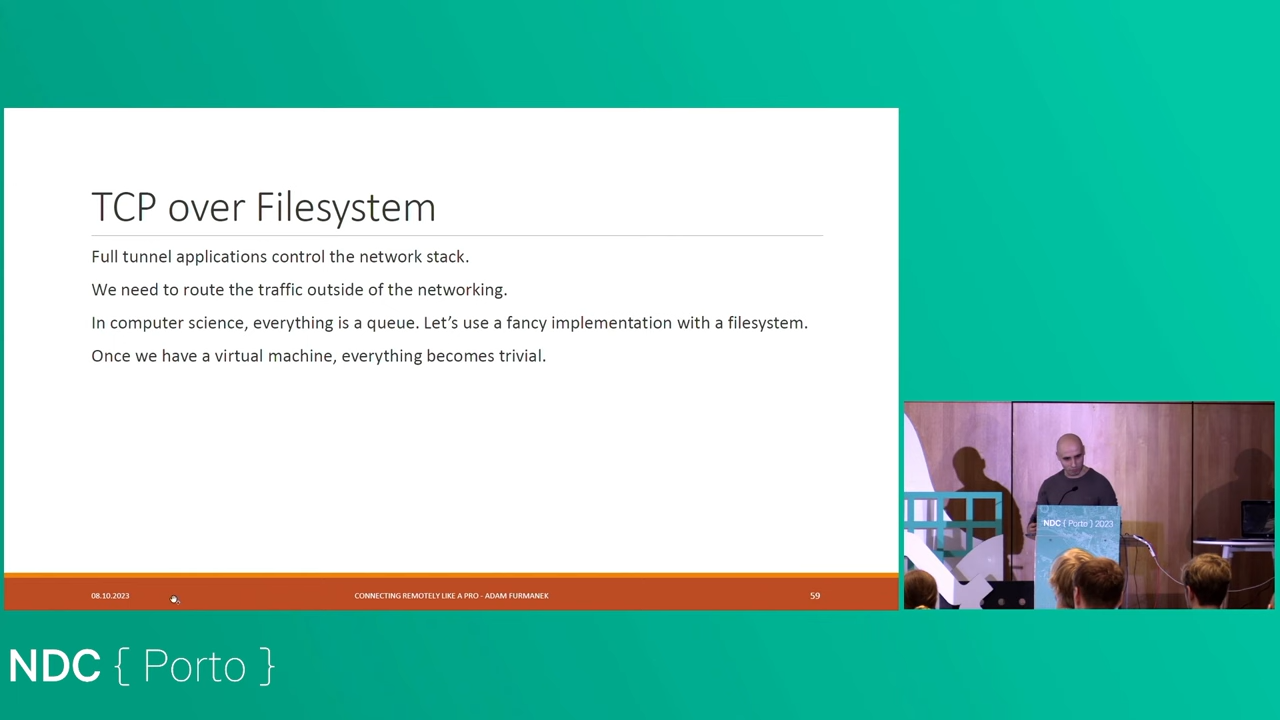 TCP over Filesystem
Full tunnel applications control the network stack.
We need to route the traffic outside of the networking.
In computer science, everything is a queue. Let’s use a fancy implementation with a filesystem.
Once we have a virtual machine, everything becomes trivial.
08.10.2023
CONNECTING REMOTELY LIKE A PRO - ADAM FURMANEK
59
NDC { Porto } 2023
NDC { Porto }